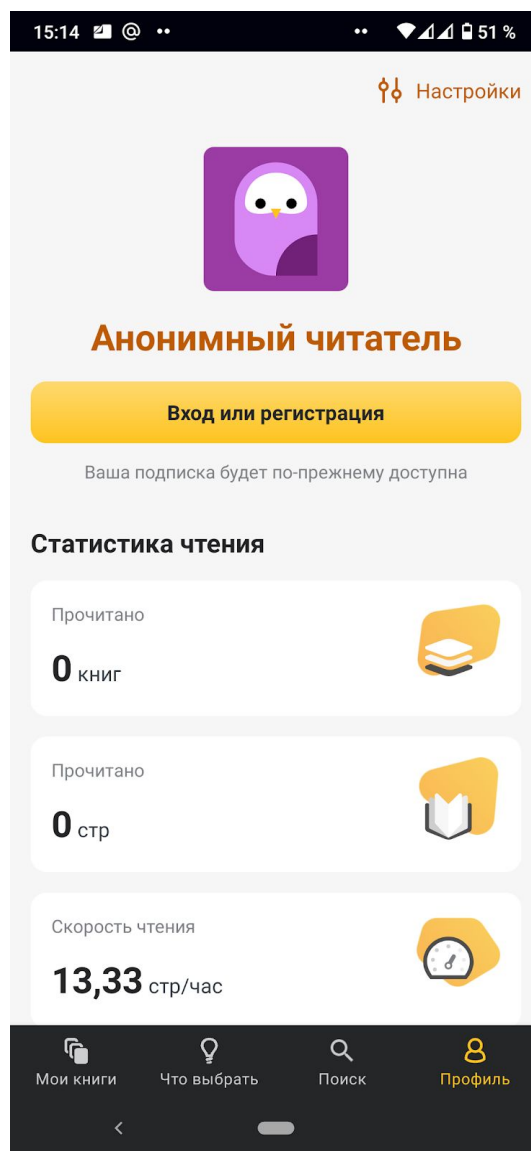 15:14 51 %
Настройки
Анонимный читатель
Вход или регистрация
Ваша подписка будет по-прежнему доступна
Статистика чтения
Прочитано
0 книг
Прочитано
0 стр
Скорость чтения
13,33 стр/час
Мои книги Что выбрать Поиск Профиль